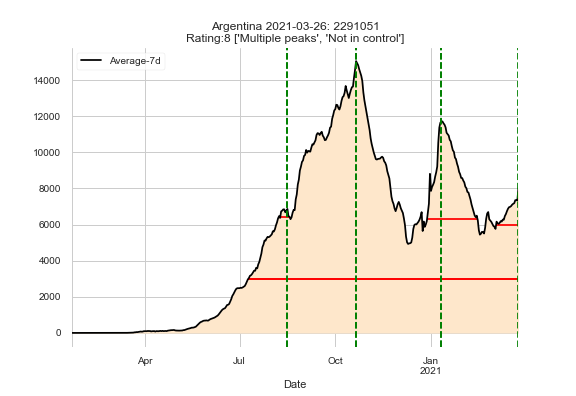 Argentina 2021-03-26: 2291051
Rating:8 ['Multiple peaks', 'Not in control']
Average-7d
14000
12000
10000
8000
6000
4000
2000
0
Apr
Jul
Oct
Jan
2021
Date